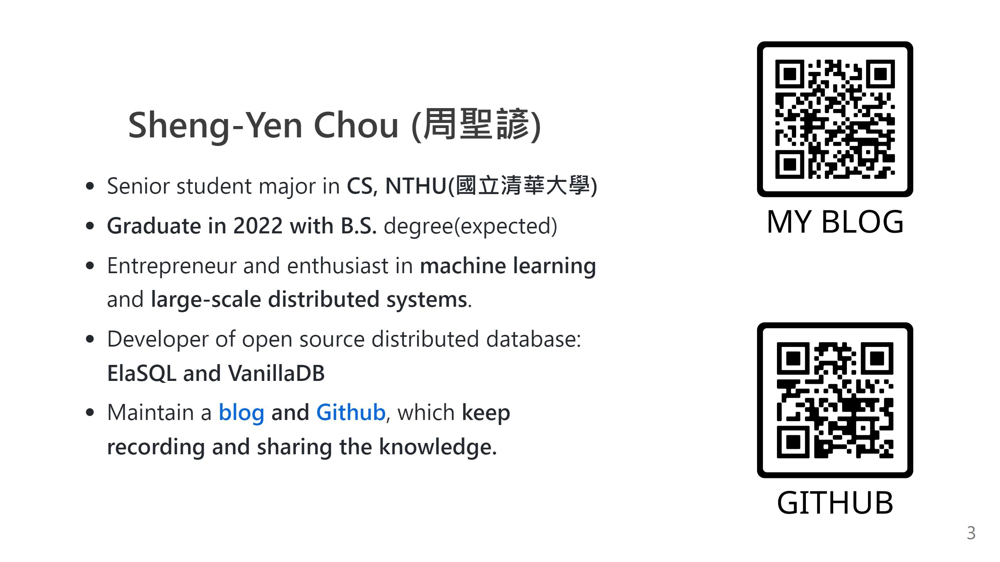 Sheng-Yen Chou (周聖諺)
• Senior student major in CS, NTHU(國立清華大學)
• Graduate in 2022 with B.S. degree(expected)
• Entrepreneur and enthusiast in machine learning
and large-scale distributed systems.
• Developer of open source distributed database:
ElaSQL and VanillaDB
• Maintain a blog and Github, which keep
recording and sharing the knowledge.
MY BLOG
GITHUB
3